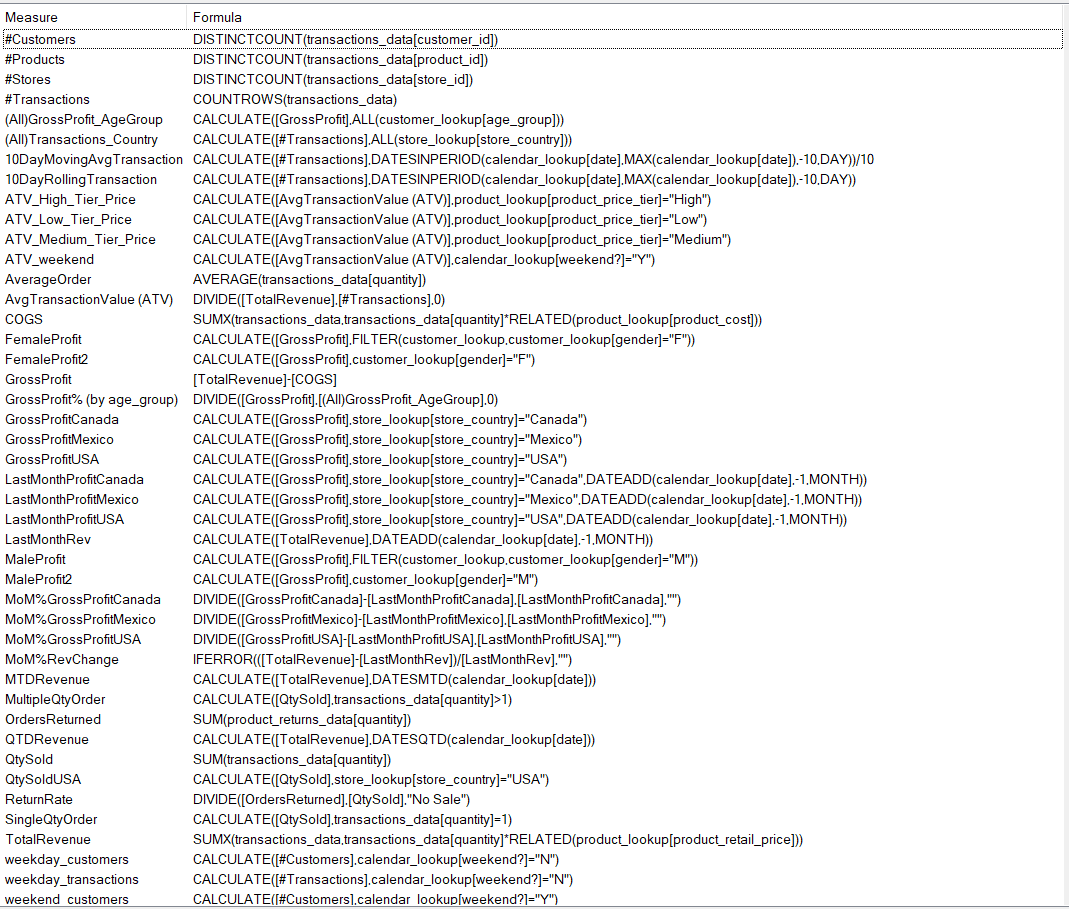 Measure Formula
#Customers DISTINCTCOUNT(transactions_data[customer_id])
#Products DISTINCTCOUNT(transactions_data[product_id])
#Stores DISTINCTCOUNT(transactions_data[store_id])
#Transactions COUNTROWS(transactions_data)
(All)GrossProfit_AgeGroup CALCULATE([GrossProfit],ALL(customer_lookup[age_group]))
(All)Transactions_Country CALCULATE([#Transactions],ALL(store_lookup[store_country]))
10DayMovingAvgTransaction CALCULATE([#Transactions],DATESINPERIOD(calendar_lookup[date],MAX(calendar_lookup[date]),-10,DAY))/10
10DayRollingTransaction CALCULATE([#Transactions],DATESINPERIOD(calendar_lookup[date],MAX(calendar_lookup[date]),-10,DAY))
ATV_High_Tier_Price CALCULATE([AvgTransactionValue (ATV)],product_lookup[product_price_tier]="High")
ATV_Low_Tier_Price CALCULATE([AvgTransactionValue (ATV)],product_lookup[product_price_tier]="Low")
ATV_Medium_Tier_Price CALCULATE([AvgTransactionValue (ATV)],product_lookup[product_price_tier]="Medium")
ATV_weekend CALCULATE([AvgTransactionValue (ATV)],calendar_lookup[weekend?]="Y")
AverageOrder AVERAGE(transactions_data[quantity])
AvgTransactionValue (ATV) DIVIDE([TotalRevenue],[#Transactions],0)
COGS SUMX(transactions_data,transactions_data[quantity]*RELATED(product_lookup[product_cost]))
FemaleProfit CALCULATE([GrossProfit],FILTER(customer_lookup,customer_lookup[gender]="F"))
FemaleProfit2 CALCULATE([GrossProfit],customer_lookup[gender]="F")
GrossProfit [TotalRevenue]-[COGS]
GrossProfit% (by age_group) DIVIDE([GrossProfit],[(All)GrossProfit_AgeGroup],0)
GrossProfitCanada CALCULATE([GrossProfit],store_lookup[store_country]="Canada")
GrossProfitMexico CALCULATE([GrossProfit],store_lookup[store_country]="Mexico")
GrossProfitUSA CALCULATE([GrossProfit],store_lookup[store_country]="USA")
LastMonthProfitCanada CALCULATE([GrossProfit],store_lookup[store_country]="Canada",DATEADD(calendar_lookup[date],-1,MONTH))
LastMonthProfitMexico CALCULATE([GrossProfit],store_lookup[store_country]="Mexico",DATEADD(calendar_lookup[date],-1,MONTH))
LastMonthProfitUSA CALCULATE([GrossProfit],store_lookup[store_country]="USA",DATEADD(calendar_lookup[date],-1,MONTH))
LastMonthRev CALCULATE([TotalRevenue],DATEADD(calendar_lookup[date],-1,MONTH))
MaleProfit CALCULATE([GrossProfit],FILTER(customer_lookup,customer_lookup[gender]="M"))
MaleProfit2 CALCULATE([GrossProfit],customer_lookup[gender]="M")
MoM%GrossProfitCanada DIVIDE([GrossProfitCanada]-[LastMonthProfitCanada],[LastMonthProfitCanada],"")
MoM%GrossProfitMexico DIVIDE([GrossProfitMexico]-[LastMonthProfitMexico],[LastMonthProfitMexico],"")
MoM%GrossProfitUSA DIVIDE([GrossProfitUSA]-[LastMonthProfitUSA],[LastMonthProfitUSA],"")
MoM%RevChange IFERROR(([TotalRevenue]-[LastMonthRev])/[LastMonthRev],"")
MTDRevenue CALCULATE([TotalRevenue],DATESMTD(calendar_lookup[date]))
MultipleQtyOrder CALCULATE([QtySold],transactions_data[quantity]>1)
OrdersReturned SUM(product_returns_data[quantity])
QTDRevenue CALCULATE([TotalRevenue],DATESQTD(calendar_lookup[date]))
QtySold SUM(transactions_data[quantity])
QtySoldUSA CALCULATE([QtySold],store_lookup[store_country]="USA")
ReturnRate DIVIDE([OrdersReturned],[QtySold],"No Sale")
SingleQtyOrder CALCULATE([QtySold],transactions_data[quantity]=1)
TotalRevenue SUMX(transactions_data,transactions_data[quantity]*RELATED(product_lookup[product_retail_price]))
weekday_customers CALCULATE([#Customers],calendar_lookup[weekend?]="N")
weekday_transactions CALCULATE([#Transactions],calendar_lookup[weekend?]="N")
weekend_customers CALCULATE([#Customers],calendar_lookup[weekend?]="Y")